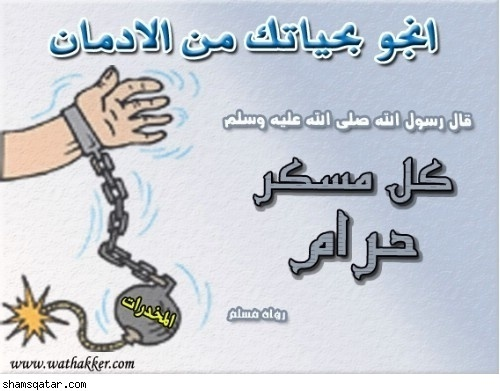 انجو بحياتك من الادمان
قال رسول الله صلى الله عليه وسلم
كل مسكر
حرام
رواه مسلم
المخدرات
www.wathakker.com
shamsqatar.com